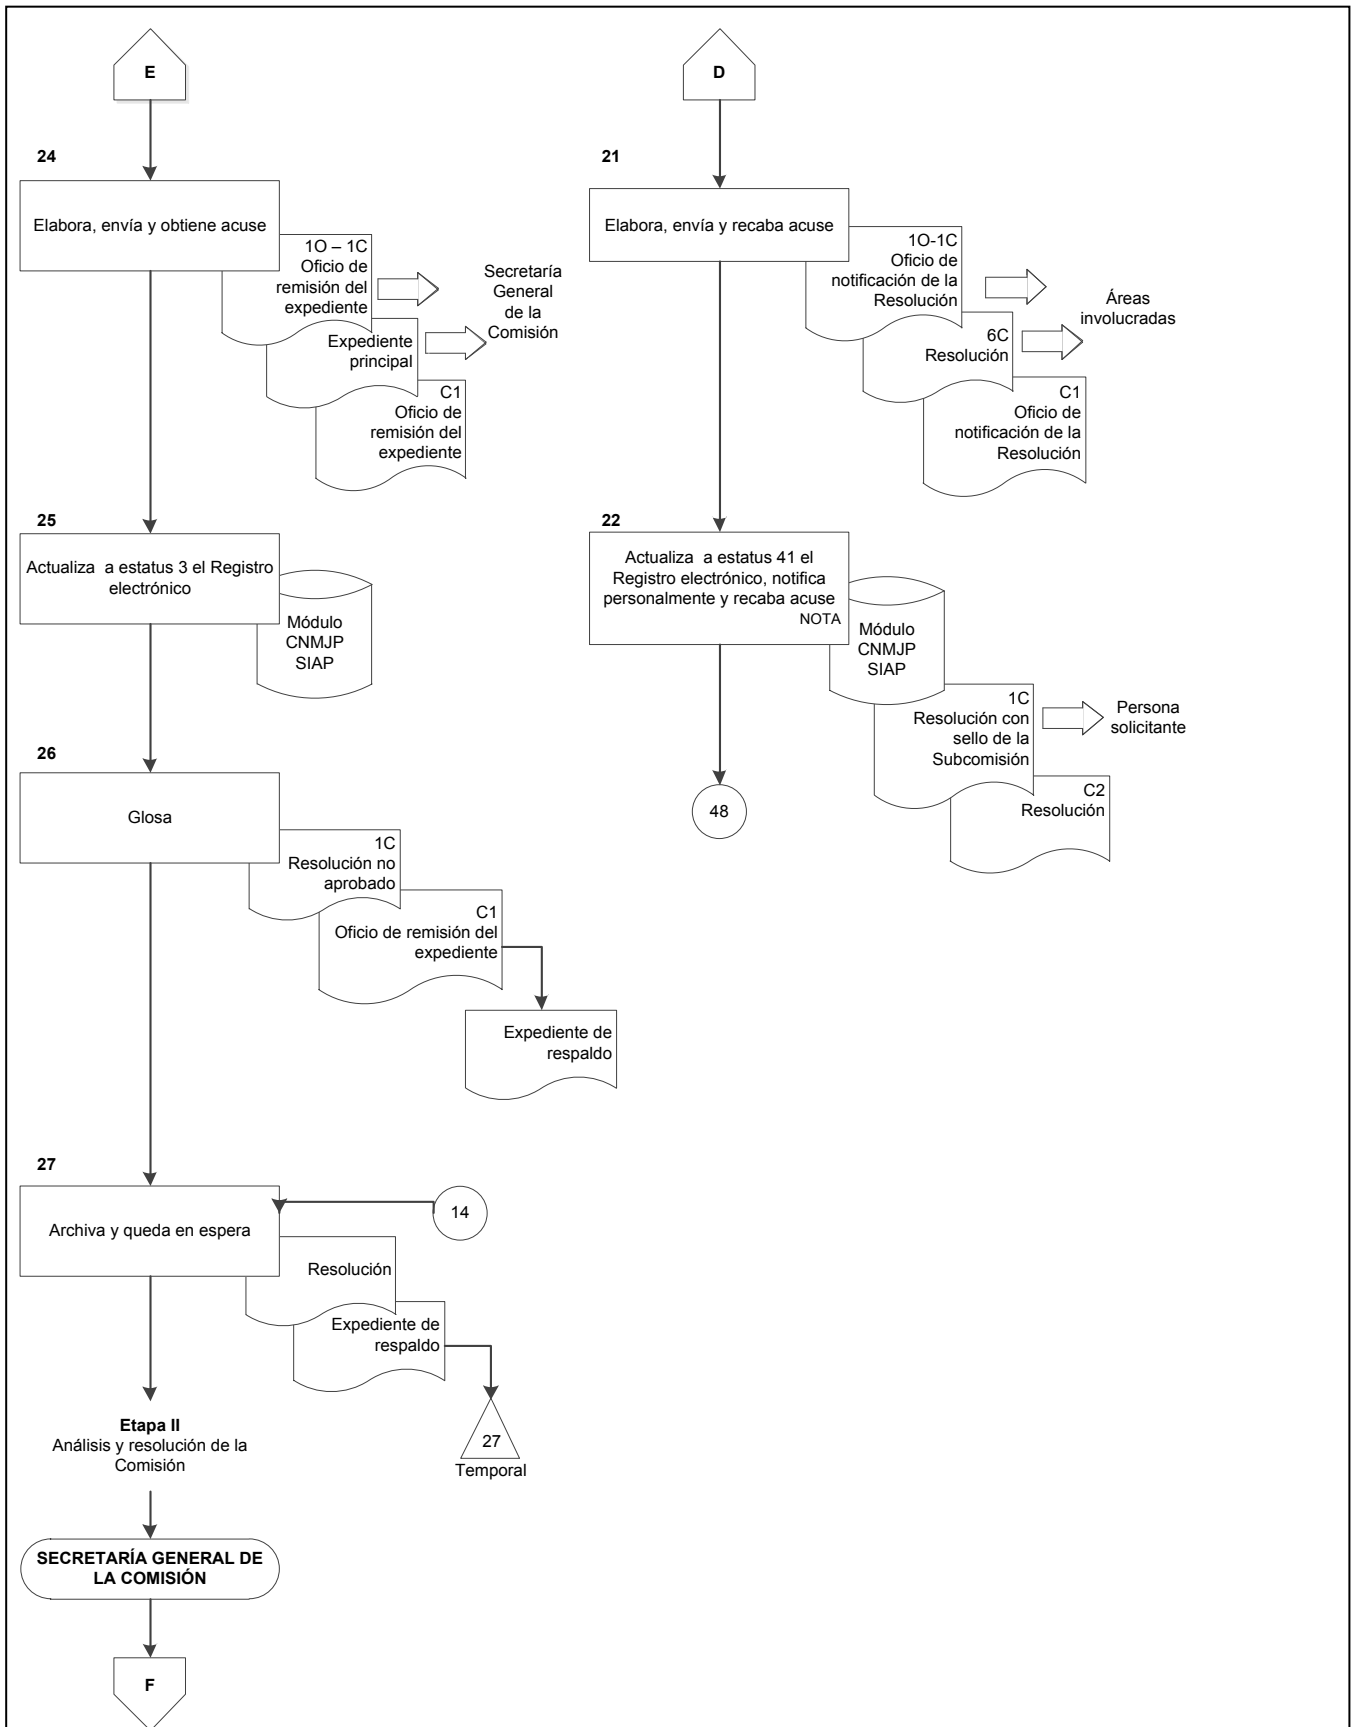 E
24
Elabora, envía y obtiene acuse
1O – 1C
Oficio de
remisión del
expediente
Secretaría
General
de la
Comisión
Expediente
principal
C1
Oficio de
remisión del
expediente
25
Actualiza a estatus 3 el Registro
electrónico
Módulo
CNMJP
SIAP
26
Glosa
1C
Resolución no
aprobado
C1
Oficio de remisión del
expediente
Expediente de
respaldo
27
Archiva y queda en espera
14
Resolución
Expediente de
respaldo
27
Temporal
Etapa II
Análisis y resolución de la
Comisión
SECRETARÍA GENERAL DE
LA COMISIÓN
F
D
21
Elabora, envía y recaba acuse
1O-1C
Oficio de
notificación de la
Resolución
Áreas
involucradas
6C
Resolución
C1
Oficio de
notificación de la
Resolución
22
Actualiza a estatus 41 el
Registro electrónico, notifica
personalmente y recaba acuse
NOTA
Módulo
CNMJP
SIAP
1C
Resolución con
sello de la
Subcomisión
Persona
solicitante
C2
Resolución
48